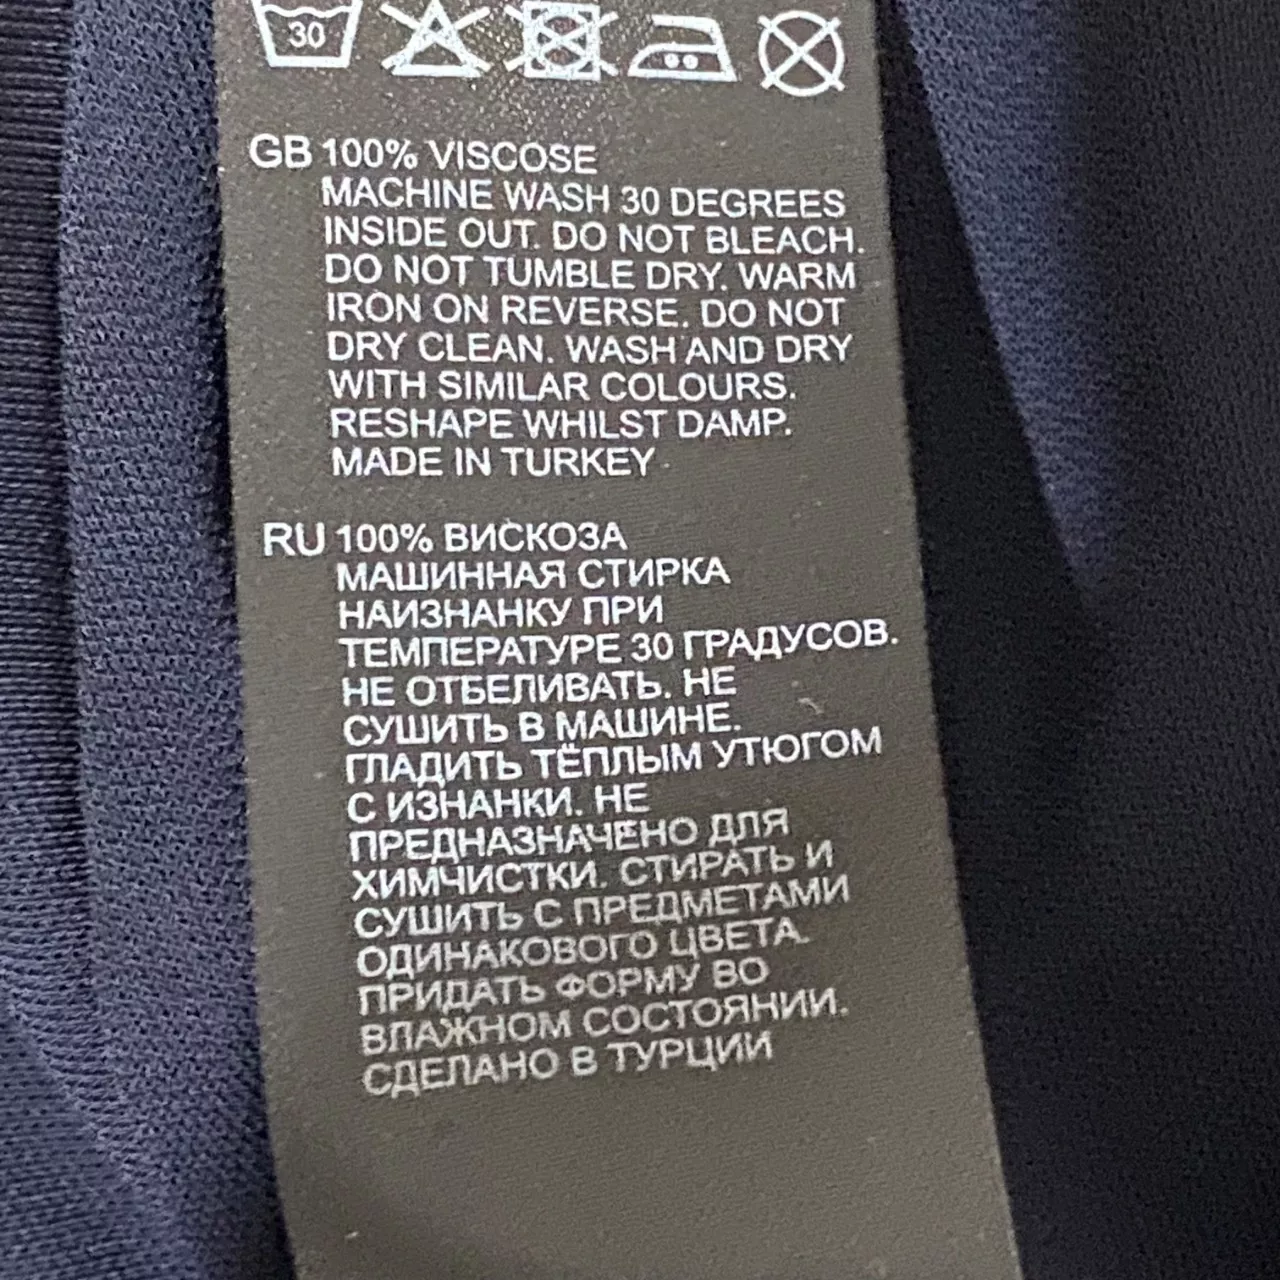 30
GB 100% VISCOSE
MACHINE WASH 30 DEGREES
INSIDE OUT. DO NOT BLEACH.
DO NOT TUMBLE DRY. WARM
IRON ON REVERSE. DO NOT
DRY CLEAN. WASH AND DRY
WITH SIMILAR COLOURS.
RESHAPE WHILST DAMP.
MADE IN TURKEY
RU 100% ВИСКОЗА
МАШИННАЯ СТИРКА
НАИЗНАНКУ ПРИ
ТЕМПЕРАТУРЕ 30 ГРАДУСОВ.
НЕ ОТБЕЛИВАТЬ. НЕ
СУШИТЬ В МАШИНЕ.
ГЛАДИТЬ ТЁПЛЫМ УТЮГОМ
С ИЗНАНКИ. НЕ
ПРЕДНАЗНАЧЕНО ДЛЯ
ХИМЧИСТКИ. СТИРАТЬ И
СУШИТЬ С ПРЕДМЕТАМИ
ОДИНАКОВОГО ЦВЕТА.
ПРИДАТЬ ФОРМУ ВО
ВЛАЖНОМ СОСТОЯНИИ.
СДЕЛАНО В ТУРЦИИ